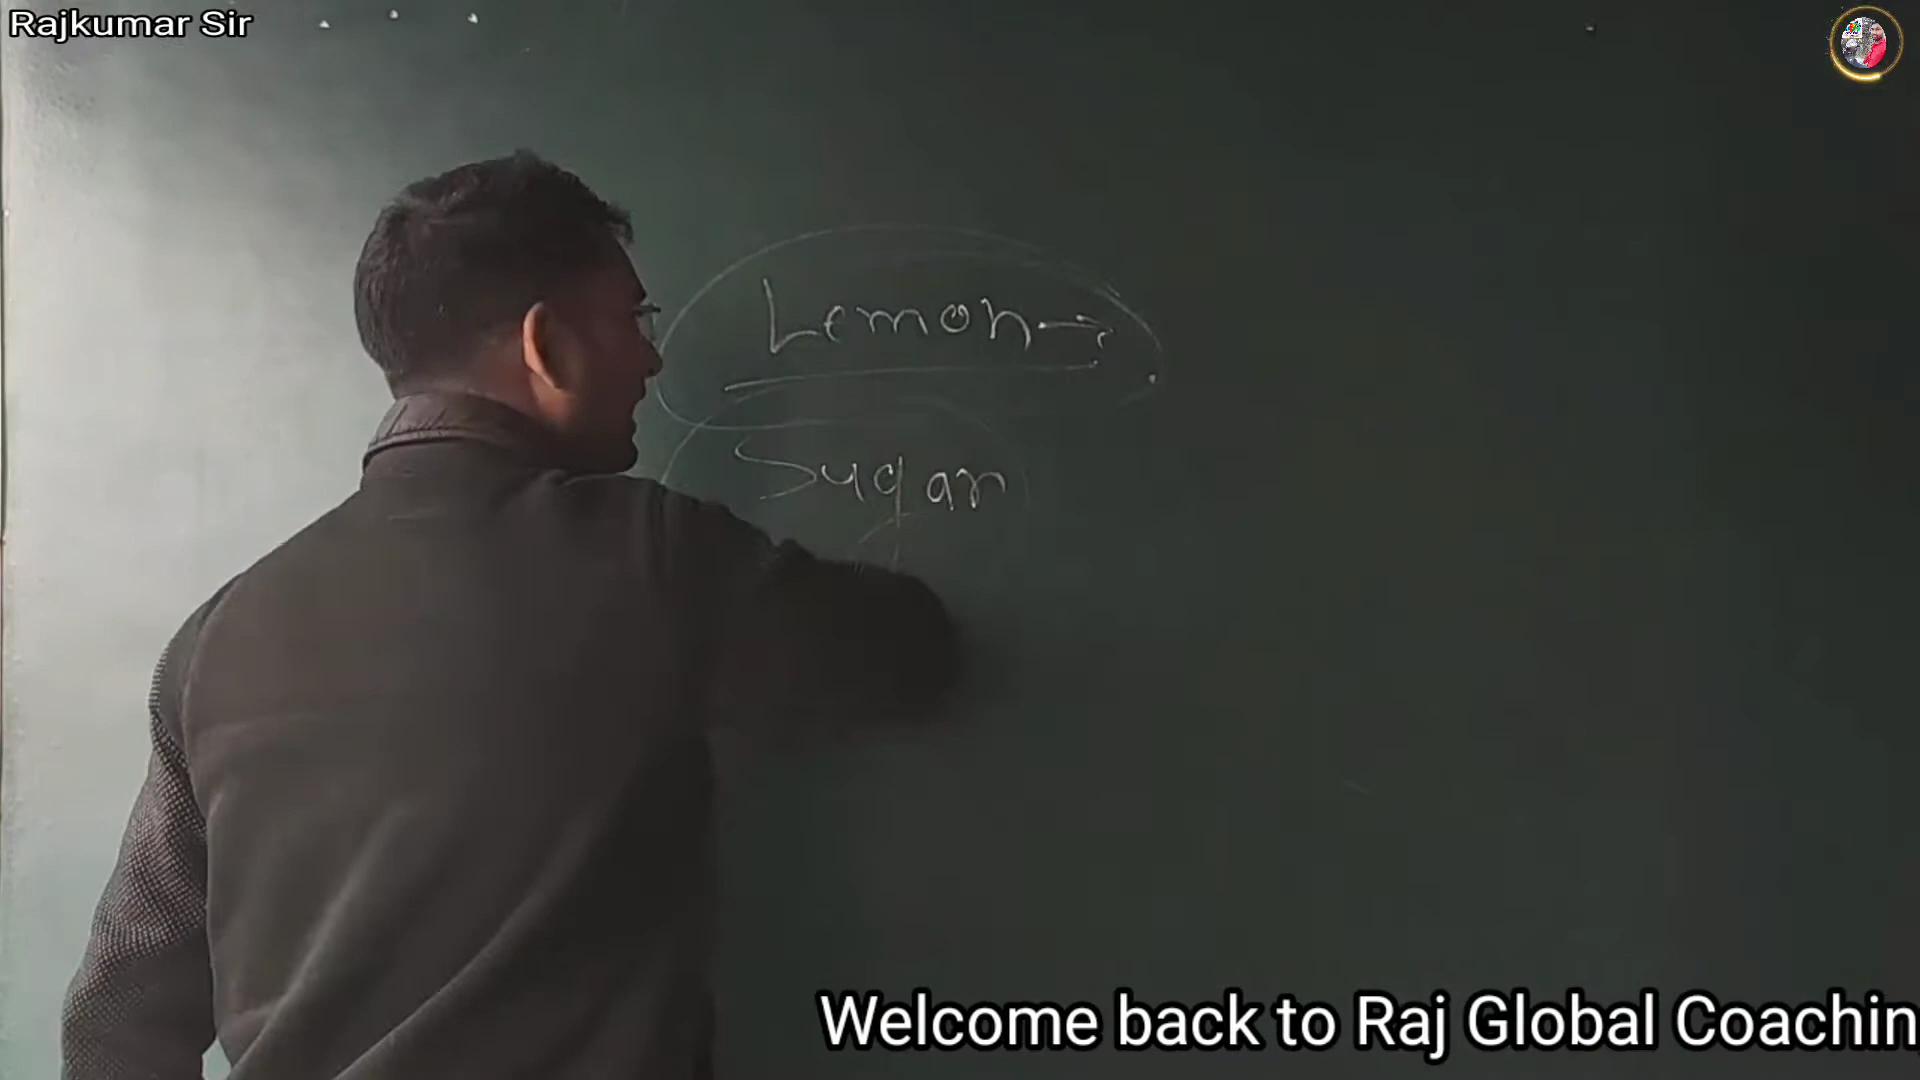 Rajkumar Sir
Lemon →
Sugar
Welcome back to Raj Global Coachin